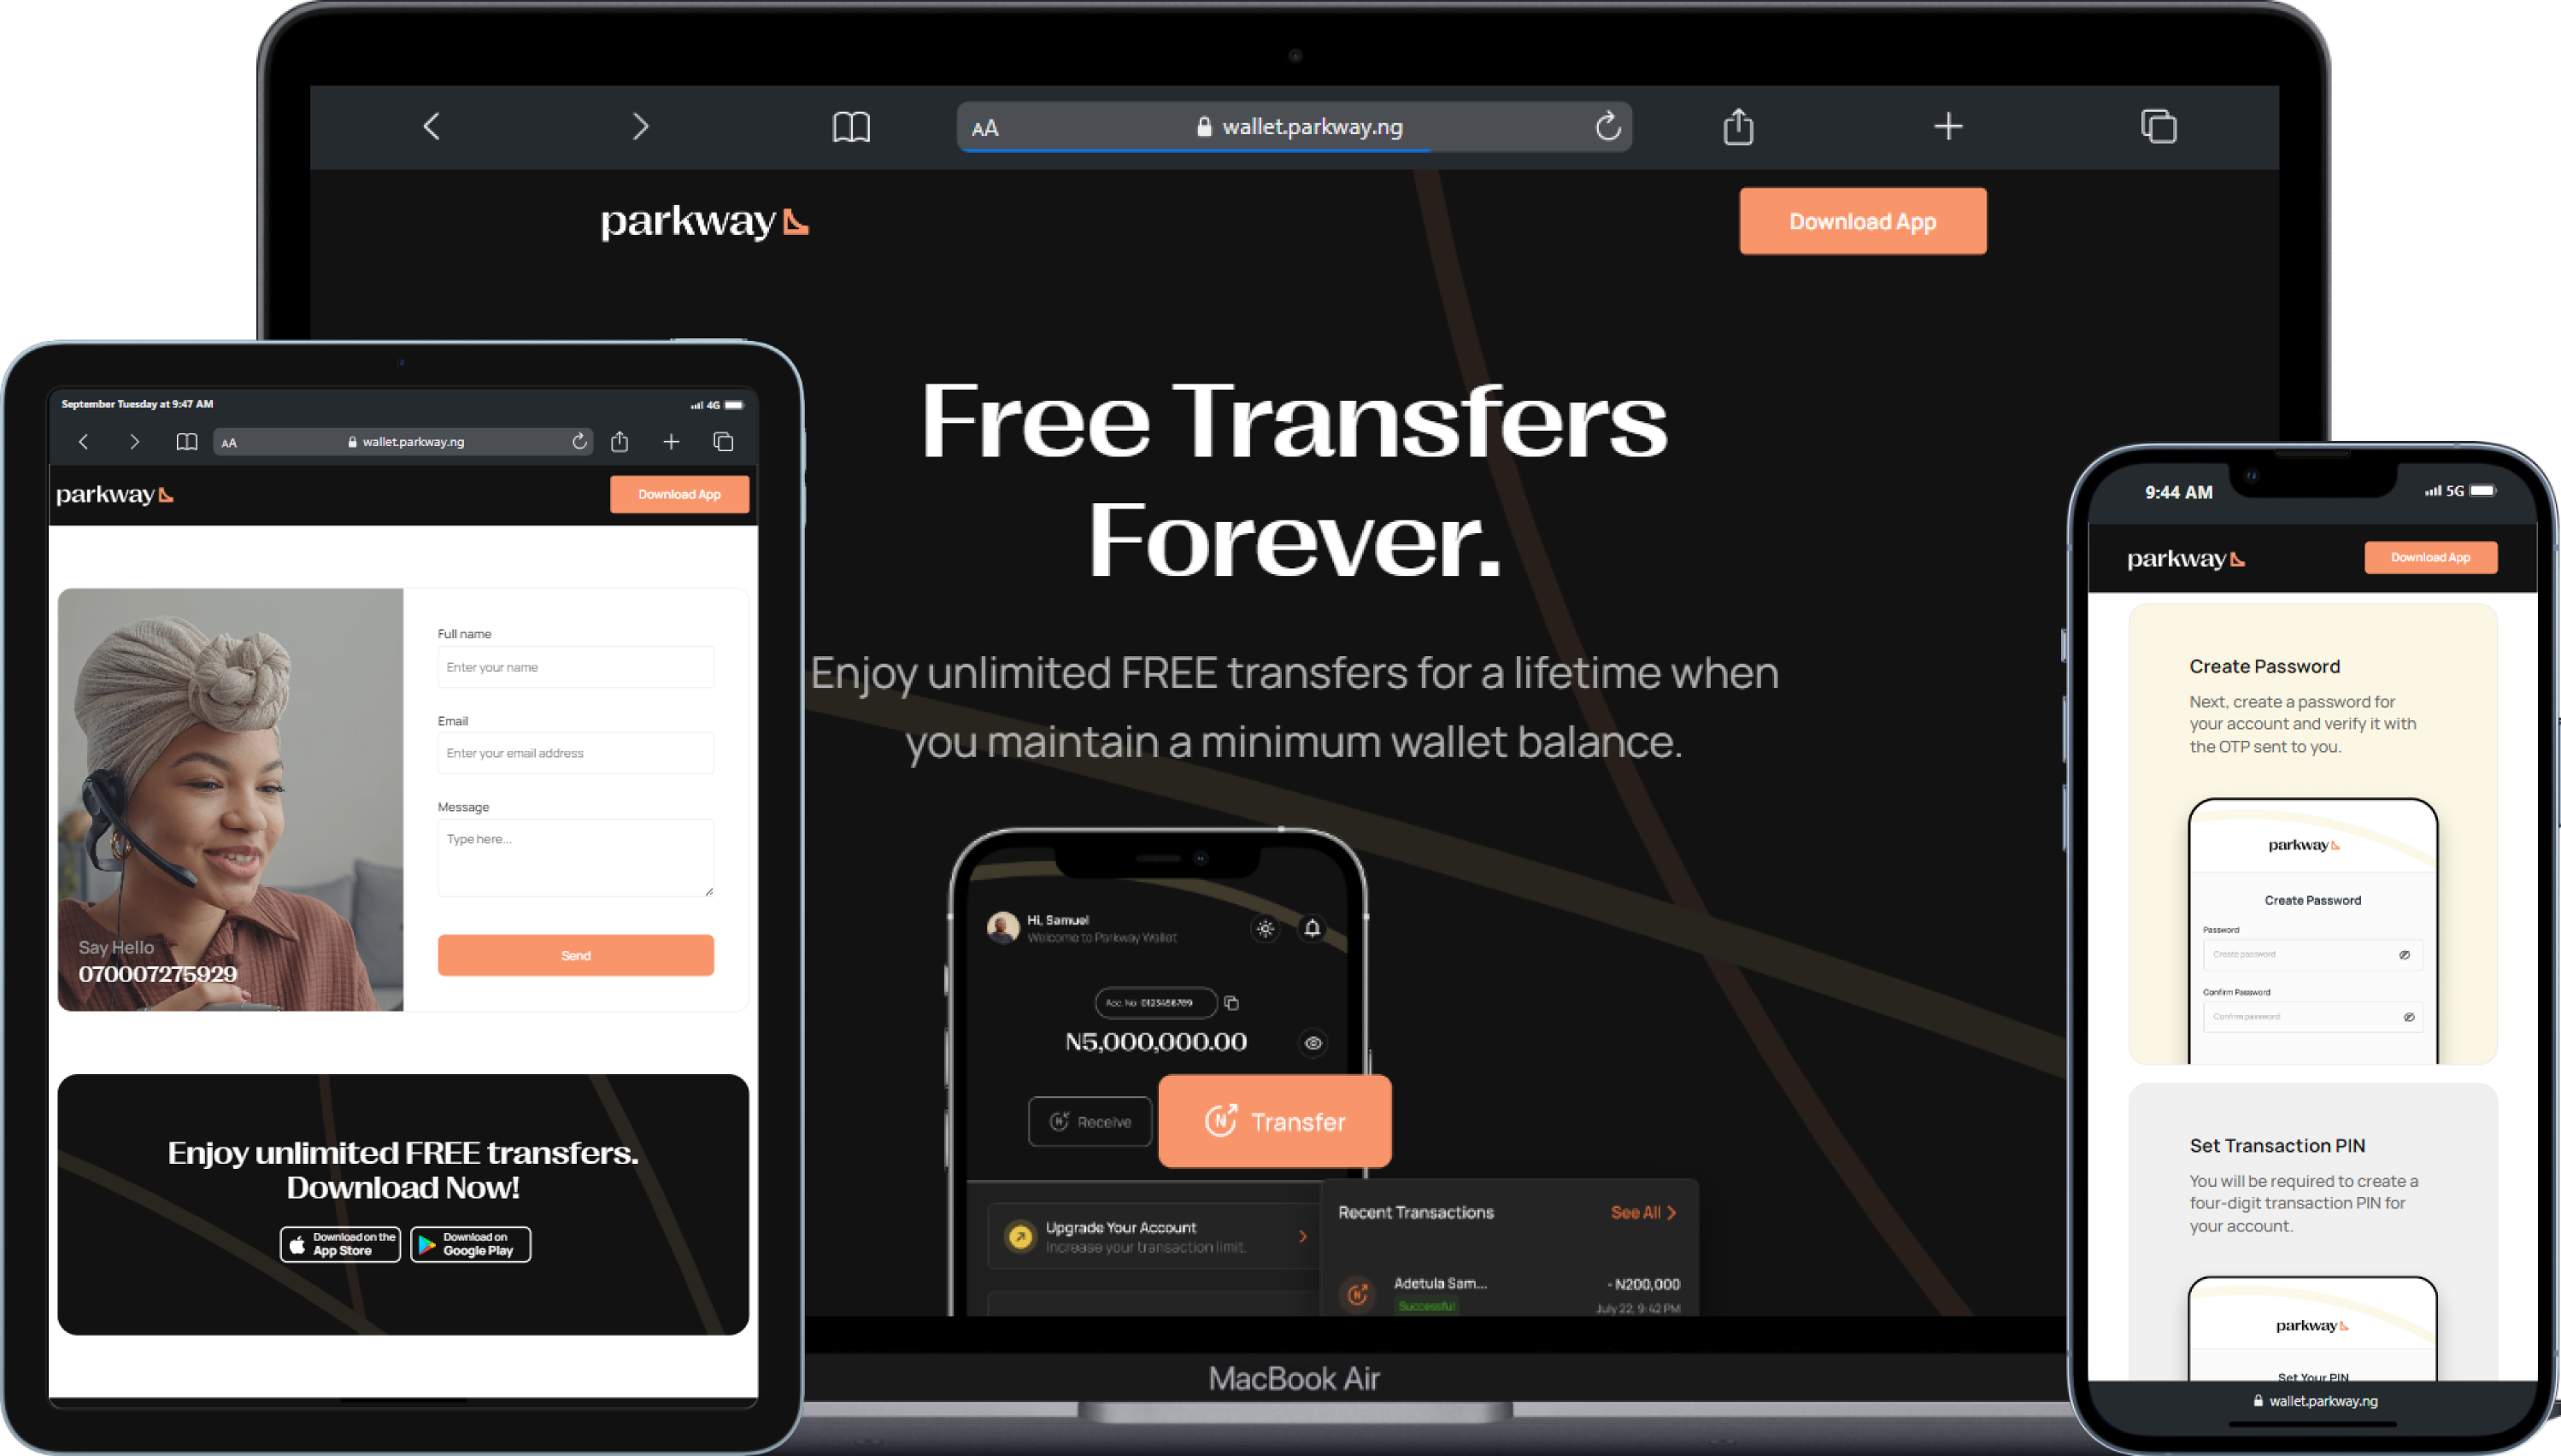 AA
wallet.parkway.ng
parkway
Download App
Free Transfers
Forever.
Enjoy unlimited FREE transfers for a lifetime when
you maintain a minimum wallet balance.
Hi, Samuel
Welcome to Parkway Wallet
Acc. No 0123456789
N5,000,000.00
Receive
Transfer
Upgrade Your Account
Increase your transaction limit.
Recent Transactions
See All
Adetula Sam...
- N200,000
Successful
July 22, 9:42 PM
MacBook Air
September Tuesday at 9:47 AM
4G
AA
wallet.parkway.ng
parkway
Download App
Say Hello
070007275929
Full name
Enter your name
Email
Enter your email address
Message
Type here...
Send
Enjoy unlimited FREE transfers.
Download Now!
Download on the
App Store
Download on
Google Play
9:44 AM
5G
parkway
Download App
Create Password
Next, create a password for
your account and verify it with
the OTP sent to you.
parkway
Create Password
Password
Create password
Confirm Password
Confirm password
Set Transaction PIN
You will be required to create a
four-digit transaction PIN for
your account.
parkway
Set Your PIN
wallet.parkway.ng